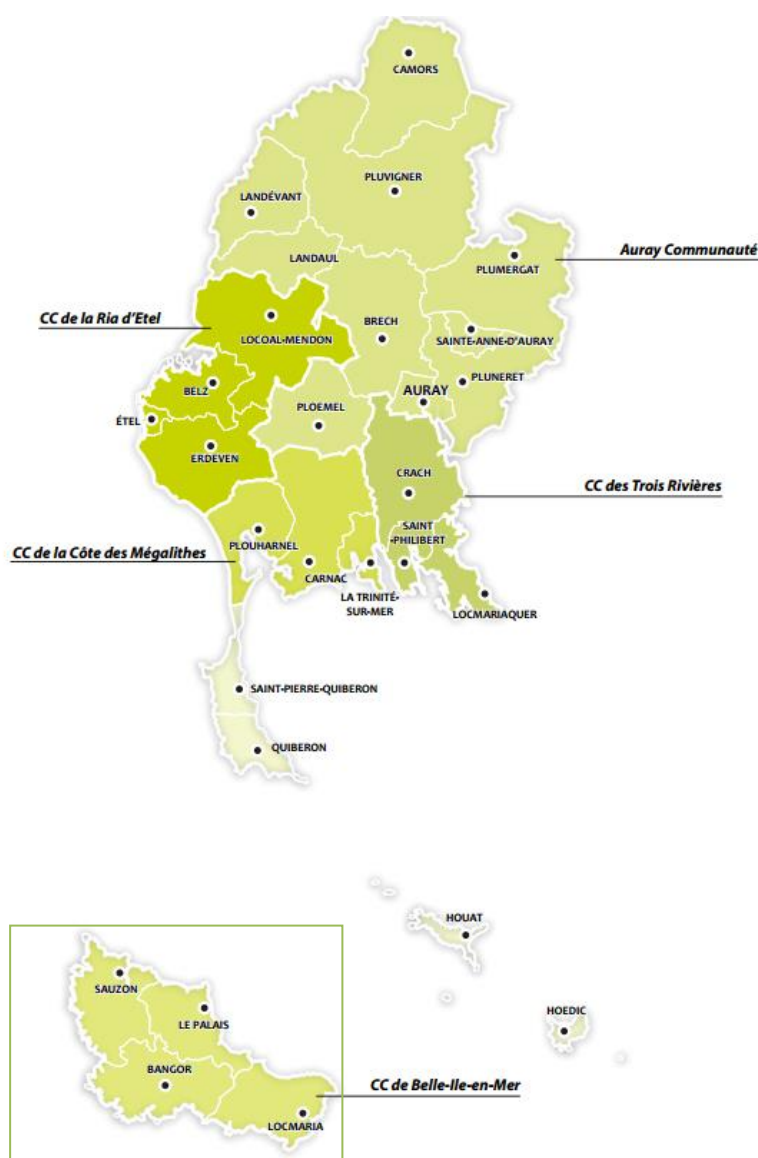 CAMORS
PLUVIGNER
LANDÉVANT
LANDAUL
PLUMERGAT
Auray Communauté
CC de la Ria d'Etel
LOCOAL-MENDON
BRECH
SAINTE-ANNE-D'AURAY
PLUNERET
BELZ
AURAY
PLOEMEL
ÉTEL
ERDEVEN
CRACH
CC des Trois Rivières
SAINT
-PHILIBERT
PLOUHARNEL
CC de la Côte des Mégalithes
CARNAC
LA TRINITÉ-
SUR-MER
LOCMARIAQUER
SAINT-PIERRE-QUIBERON
QUIBERON
HOUAT
HOEDIC
SAUZON
LE PALAIS
BANGOR
CC de Belle-Ile-en-Mer
LOCMARIA